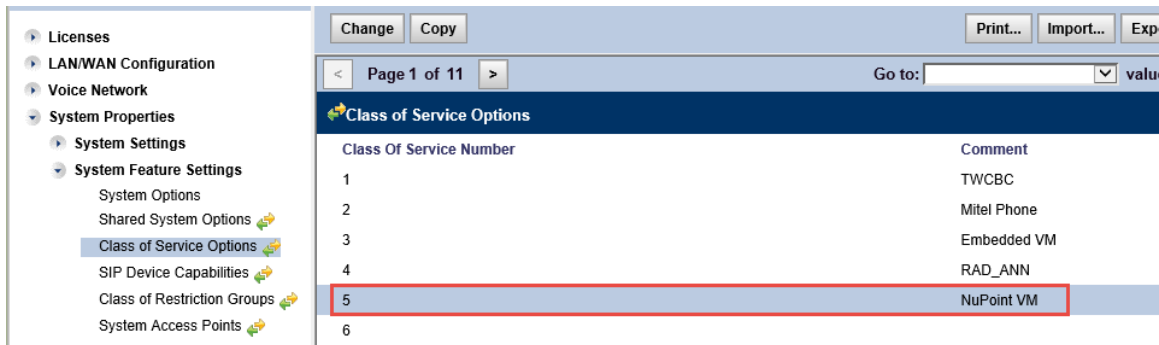 Licenses
LAN/WAN Configuration
Voice Network
System Properties
System Settings
System Feature Settings
System Options
Shared System Options
Class of Service Options
SIP Device Capabilities
Class of Restriction Groups
System Access Points
Change Copy Print... Import... Exp
< Page 1 of 11 > Go to: valu
Class of Service Options
Class Of Service Number Comment
1 TWCBC
2 Mitel Phone
3 Embedded VM
4 RAD_ANN
5 NuPoint VM
6